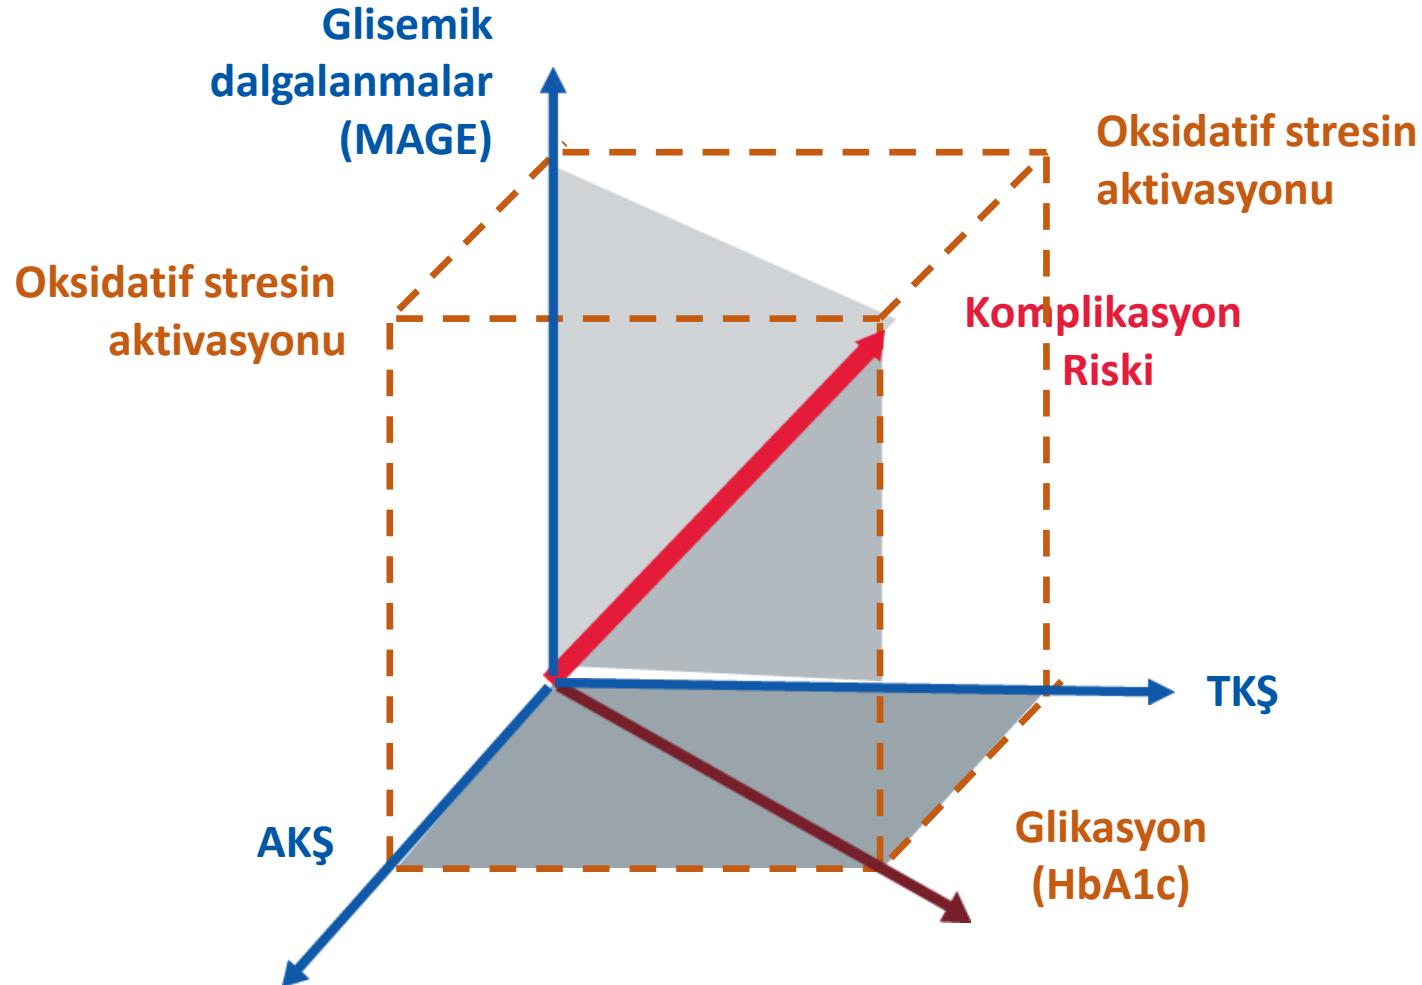 Glisemik
dalgalanmalar
(MAGE)
Oksidatif stresin
aktivasyonu
Oksidatif stresin
aktivasyonu
Komplikasyon
Riski
TKŞ
AKŞ
Glikasyon
(HbA1c)